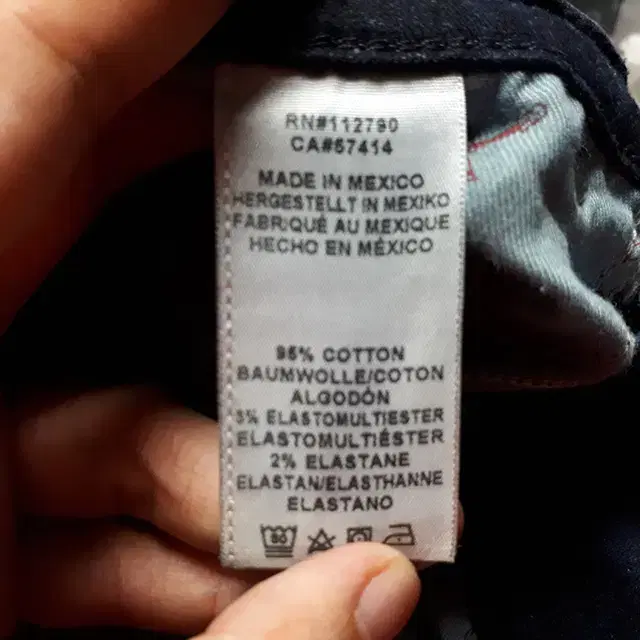 RN#112790
CA#57414
MADE IN MEXICO
HERGESTELLT IN MEXIKO
FABRIQUÉ AU MEXIQUE
HECHO EN MÉXICO
95% COTTON
BAUMWOLLE/COTON
ALGODÓN
3% ELASTOMULTIESTER
ELASTOMULTIÉSTER
2% ELASTANE
ELASTAN/ELASTHANNE
ELASTANO